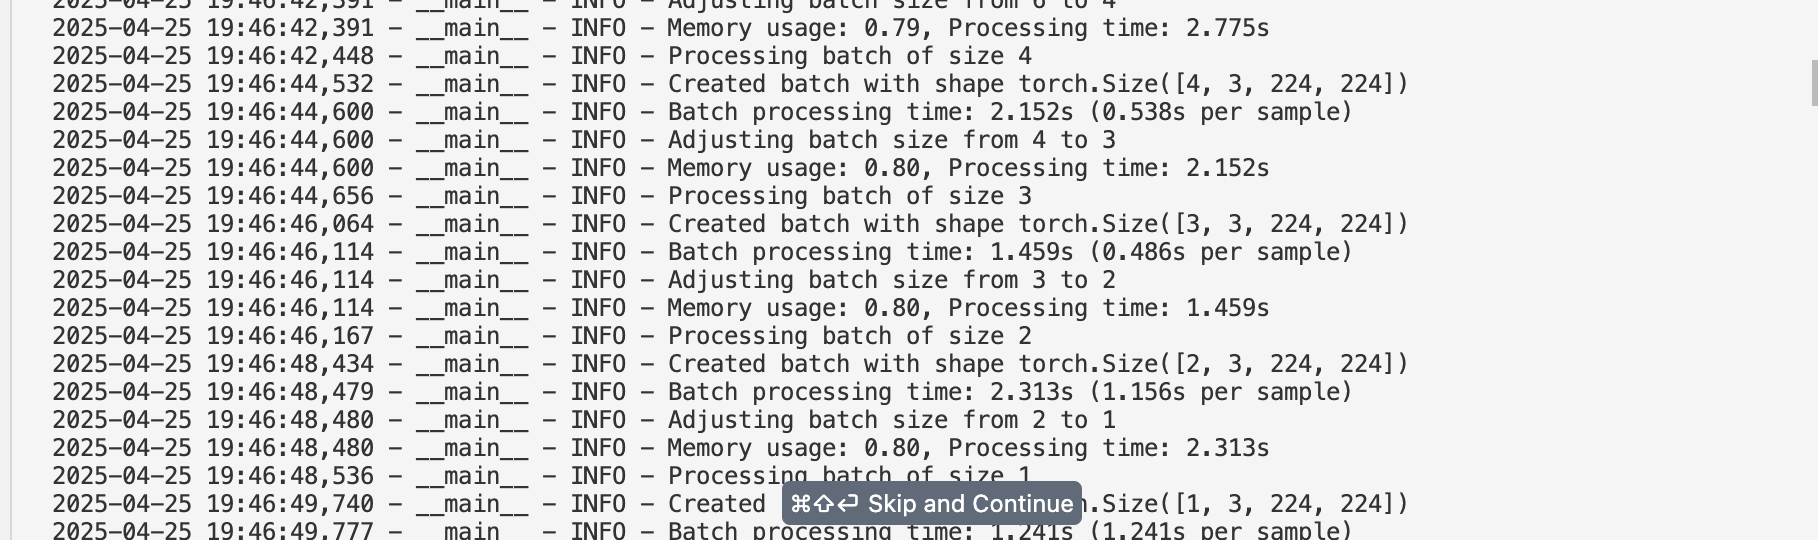 2025-04-25 19:46:42,391 - __main__ - INFO - Adjusting batch size from 6 to 4
2025-04-25 19:46:42,391 - __main__ - INFO - Memory usage: 0.79, Processing time: 2.775s
2025-04-25 19:46:42,448 - __main__ - INFO - Processing batch of size 4
2025-04-25 19:46:44,532 - __main__ - INFO - Created batch with shape torch.Size([4, 3, 224, 224])
2025-04-25 19:46:44,600 - __main__ - INFO - Batch processing time: 2.152s (0.538s per sample)
2025-04-25 19:46:44,600 - __main__ - INFO - Adjusting batch size from 4 to 3
2025-04-25 19:46:44,600 - __main__ - INFO - Memory usage: 0.80, Processing time: 2.152s
2025-04-25 19:46:44,656 - __main__ - INFO - Processing batch of size 3
2025-04-25 19:46:46,064 - __main__ - INFO - Created batch with shape torch.Size([3, 3, 224, 224])
2025-04-25 19:46:46,114 - __main__ - INFO - Batch processing time: 1.459s (0.486s per sample)
2025-04-25 19:46:46,114 - __main__ - INFO - Adjusting batch size from 3 to 2
2025-04-25 19:46:46,114 - __main__ - INFO - Memory usage: 0.80, Processing time: 1.459s
2025-04-25 19:46:46,167 - __main__ - INFO - Processing batch of size 2
2025-04-25 19:46:48,434 - __main__ - INFO - Created batch with shape torch.Size([2, 3, 224, 224])
2025-04-25 19:46:48,479 - __main__ - INFO - Batch processing time: 2.313s (1.156s per sample)
2025-04-25 19:46:48,480 - __main__ - INFO - Adjusting batch size from 2 to 1
2025-04-25 19:46:48,480 - __main__ - INFO - Memory usage: 0.80, Processing time: 2.313s
2025-04-25 19:46:48,536 - __main__ - INFO - Processing batch of size 1
2025-04-25 19:46:49,740 - __main__ - INFO - Created h.Size([1, 3, 224, 224])
⌘⇧⏎ Skip and Continue
2025-04-25 19:46:49,777 - __main__ - INFO - Batch processing time: 1.241s (1.241s per sample)